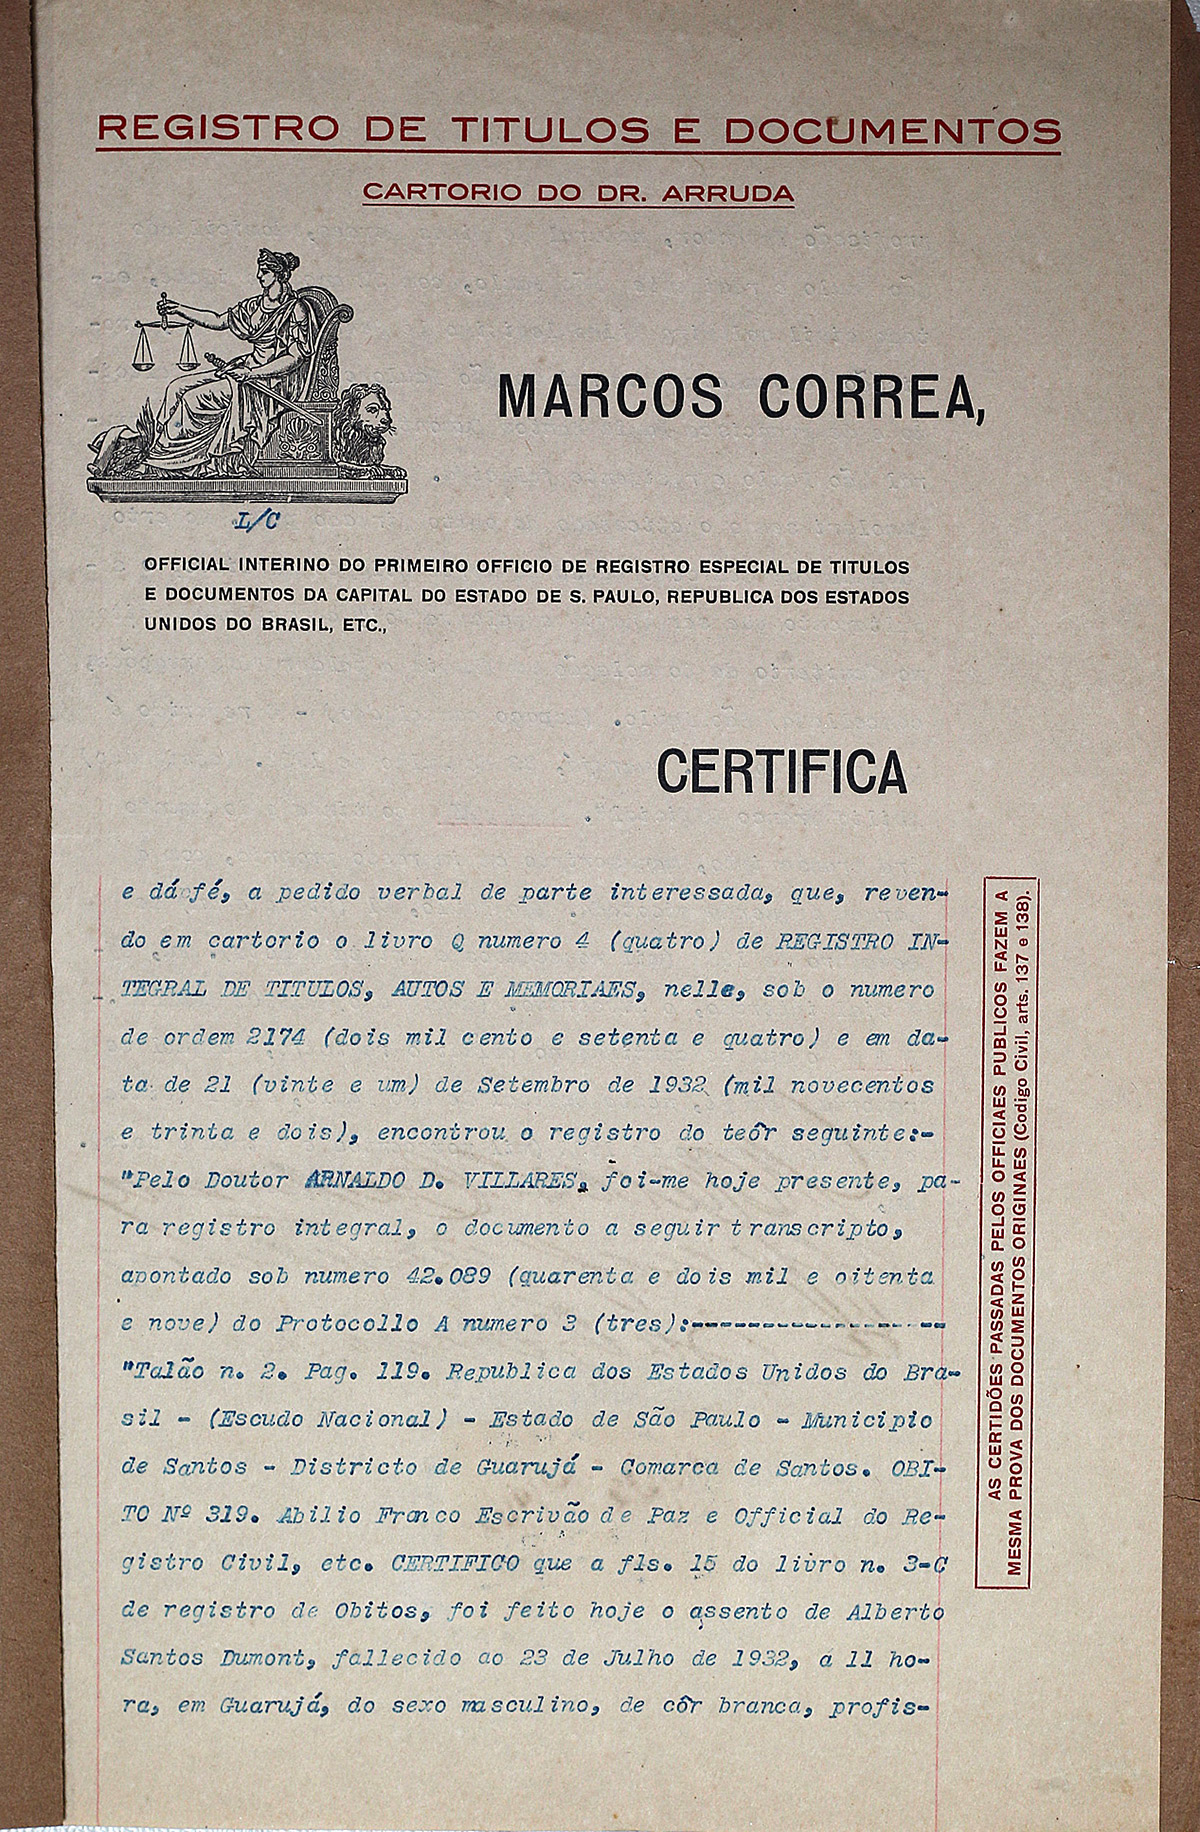 REGISTRO DE TITULOS E DOCUMENTOS
CARTORIO DO DR. ARRUDA
MARCOS CORREA,
L/C
OFFICIAL INTERINO DO PRIMEIRO OFFICIO DE REGISTRO ESPECIAL DE TITULOS
E DOCUMENTOS DA CAPITAL DO ESTADO DE S. PAULO, REPUBLICA DOS ESTADOS
UNIDOS DO BRASIL, ETC.,
CERTIFICA
e dá fé, a pedido verbal de parte interessada, que, reven-
do em cartorio o livro Q numero 4 (quatro) de REGISTRO IN-
TEGRAL DE TITULOS, AUTOS E MEMORIAES, nelle, sob o numero
de ordem 2174 (dois mil cento e setenta e quatro) e em da-
ta de 21 (vinte e um) de Setembro de 1932 (mil novecentos
e trinta e dois), encontrou o registro do teôr seguinte:-
"Pelo Doutor ARNALDO D. VILLARES, foi-me hoje presente, pa-
ra registro integral, o documento a seguir transcripto,
apontado sob numero 42.089 (quarenta e dois mil e oitenta
e nove) do Protocollo A numero 3 (tres):------------------
"Talão n. 2. Pag. 119. Republica dos Estados Unidos do Bra-
sil - (Escudo Nacional) - Estado de São Paulo - Municipio
de Santos - Districto de Guarujá - Comarca de Santos. OBI-
TO Nº 319. Abilio Franco Escrivão de Paz e Official do Re-
gistro Civil, etc. CERTIFICO que a fls. 15 do livro n. 3-C
de registro de Obitos, foi feito hoje o assento de Alberto
Santos Dumont, fallecido ao 23 de Julho de 1932, á 11 ho-
ra, em Guarujá, do sexo masculino, de côr branca, profis-
AS CERTIDÕES PASSADAS PELOS OFFICIAES PUBLICOS FAZEM A
MESMA PROVA DOS DOCUMENTOS ORIGINAES (Codigo Civil, arts. 137 e 138).